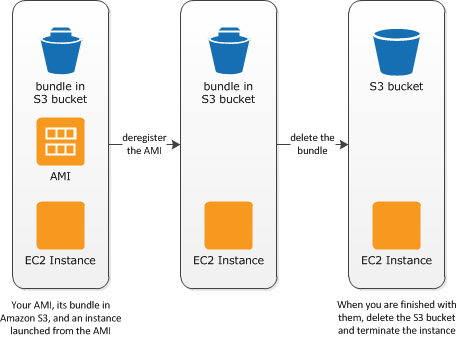 bundle in
S3 bucket
AMI
EC2 Instance
deregister
the AMI
bundle in
S3 bucket
EC2 Instance
delete the
bundle
S3 bucket
EC2 Instance
Your AMI, its bundle in
Amazon S3, and an instance
launched from the AMI
When you are finished with
them, delete the S3 bucket
and terminate the instance